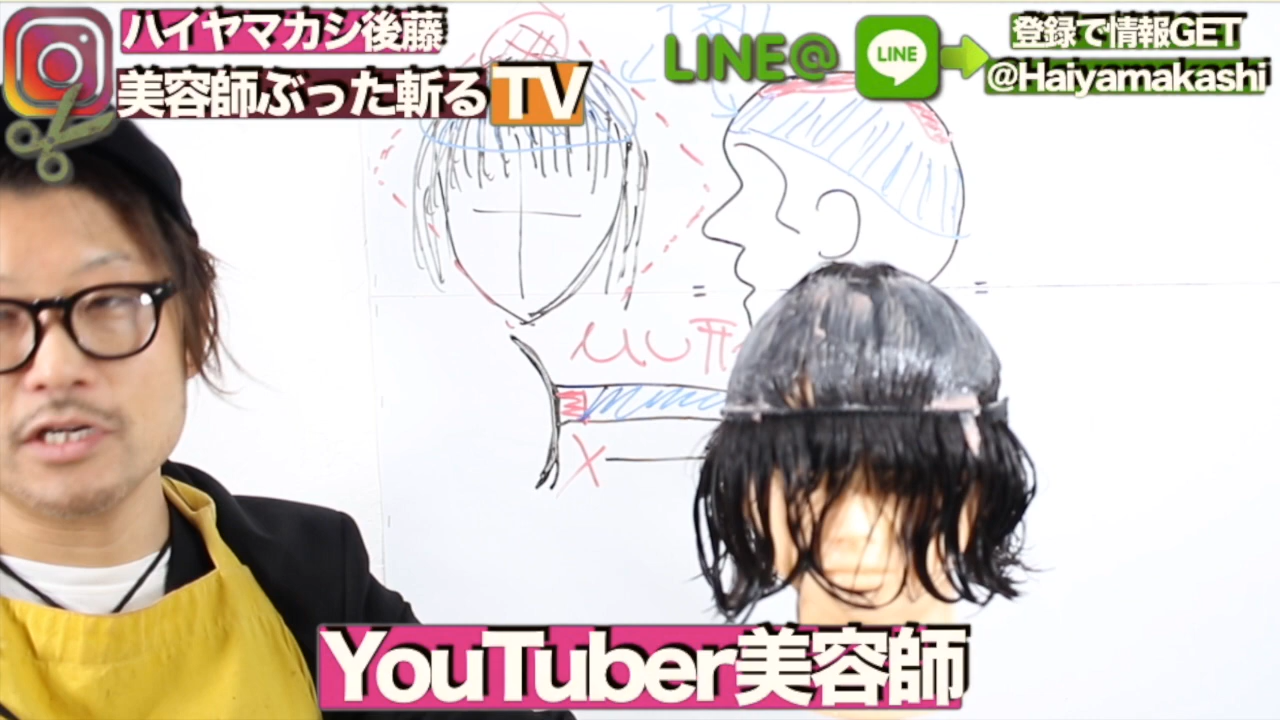 ハイヤマカシ後藤
美容師ぶった斬るTV
LINE@
LINE
登録で情報GET
@Haiyamakashi
YouTuber美容師